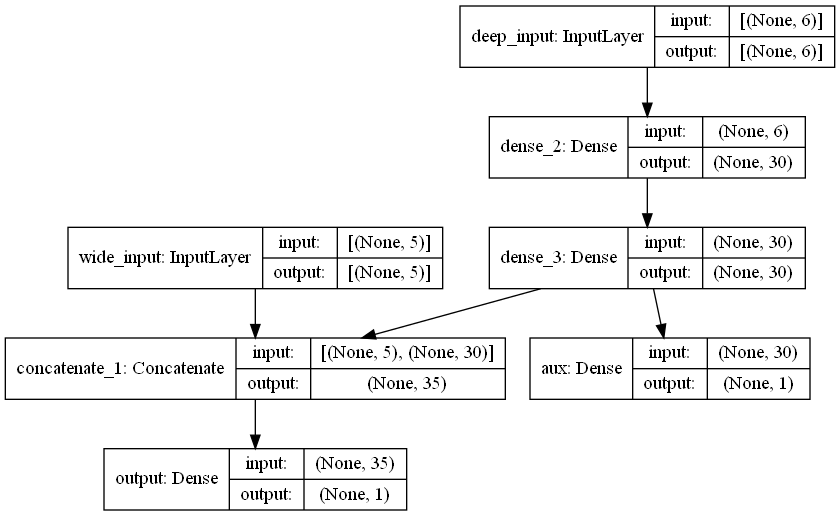 deep_input: InputLayer
input: [(None, 6)]
output: [(None, 6)]
dense_2: Dense
input: (None, 6)
output: (None, 30)
wide_input: InputLayer
input: [(None, 5)]
output: [(None, 5)]
dense_3: Dense
input: (None, 30)
output: (None, 30)
concatenate_1: Concatenate
input: [(None, 5), (None, 30)]
output: (None, 35)
aux: Dense
input: (None, 30)
output: (None, 1)
output: Dense
input: (None, 35)
output: (None, 1)